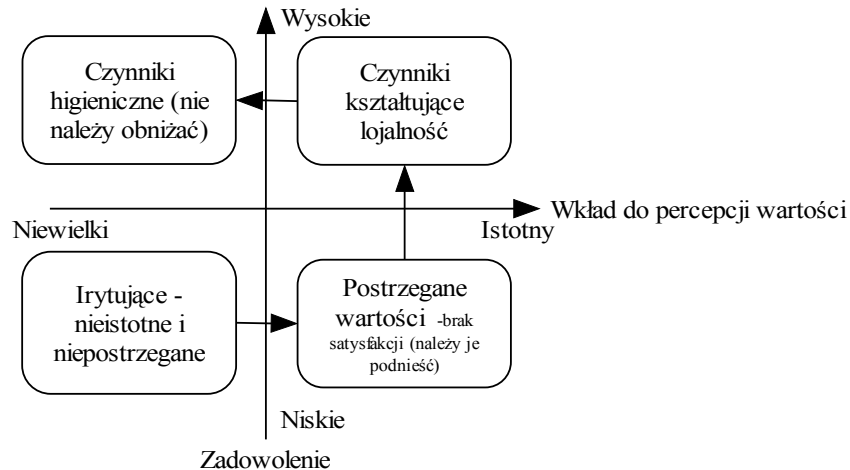 Wysokie
Czynniki
higieniczne (nie
należy obniżać)
Czynniki
kształtujące
lojalność
Wkład do percepcji wartości
Niewielki
Istotny
Irytujące -
nieistotne i
niepostrzegane
Postrzegane
wartości -brak
satysfakcji (należy je
podnieść)
Niskie
Zadowolenie